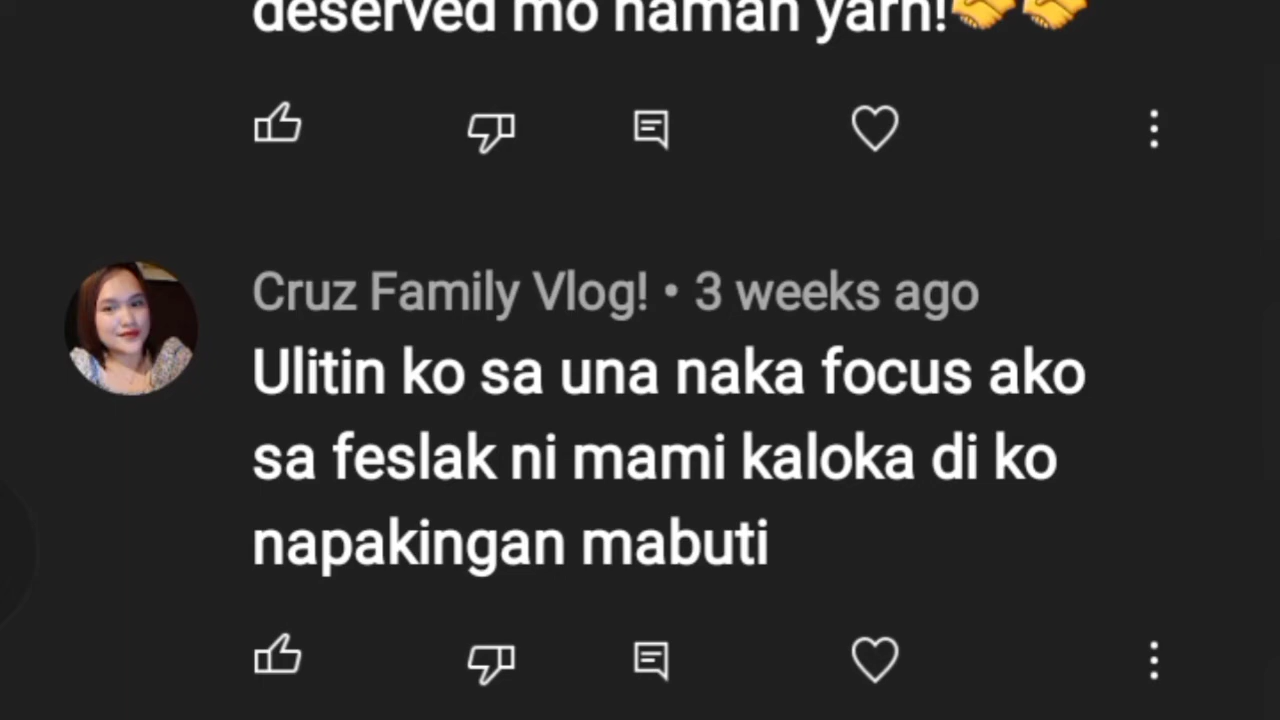 deserved mo naman yarn!🤝🤝
Cruz Family Vlog! • 3 weeks ago
Ulitin ko sa una naka focus ako
sa feslak ni mami kaloka di ko
napakingan mabuti